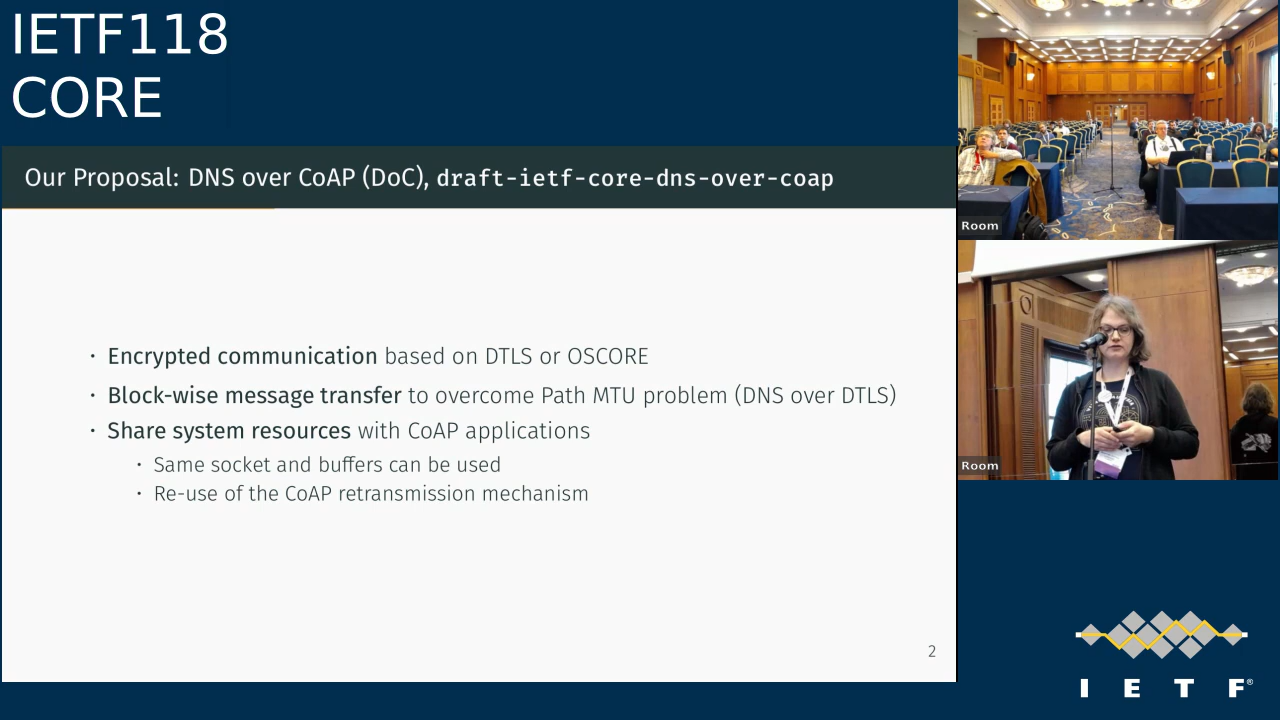 IETF118
CORE
Our Proposal: DNS over CoAP (DoC), draft-ietf-core-dns-over-coap
· Encrypted communication based on DTLS or OSCORE
· Block-wise message transfer to overcome Path MTU problem (DNS over DTLS)
· Share system resources with CoAP applications
· Same socket and buffers can be used
· Re-use of the CoAP retransmission mechanism
2
Room
Room
I E T F®